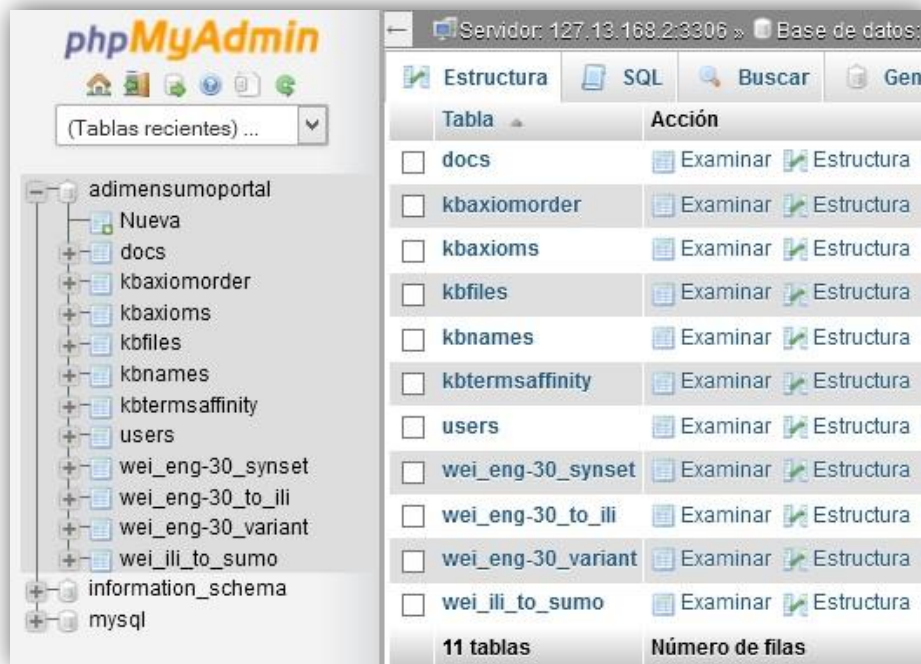 phpMyAdmin
(Tablas recientes) ...
adimensumoportal
Nueva
docs
kbaxiomorder
kbaxioms
kbfiles
kbnames
kbtermsaffinity
users
wei_eng-30_synset
wei_eng-30_to_ili
wei_eng-30_variant
wei_ili_to_sumo
information_schema
mysql
← Servidor: 127.13.168.2:3306 » Base de datos:
Estructura SQL Buscar Gen
Tabla Acción
docs Examinar Estructura
kbaxiomorder Examinar Estructura
kbaxioms Examinar Estructura
kbfiles Examinar Estructura
kbnames Examinar Estructura
kbtermsaffinity Examinar Estructura
users Examinar Estructura
wei_eng-30_synset Examinar Estructura
wei_eng-30_to_ili Examinar Estructura
wei_eng-30_variant Examinar Estructura
wei_ili_to_sumo Examinar Estructura
11 tablas Número de filas